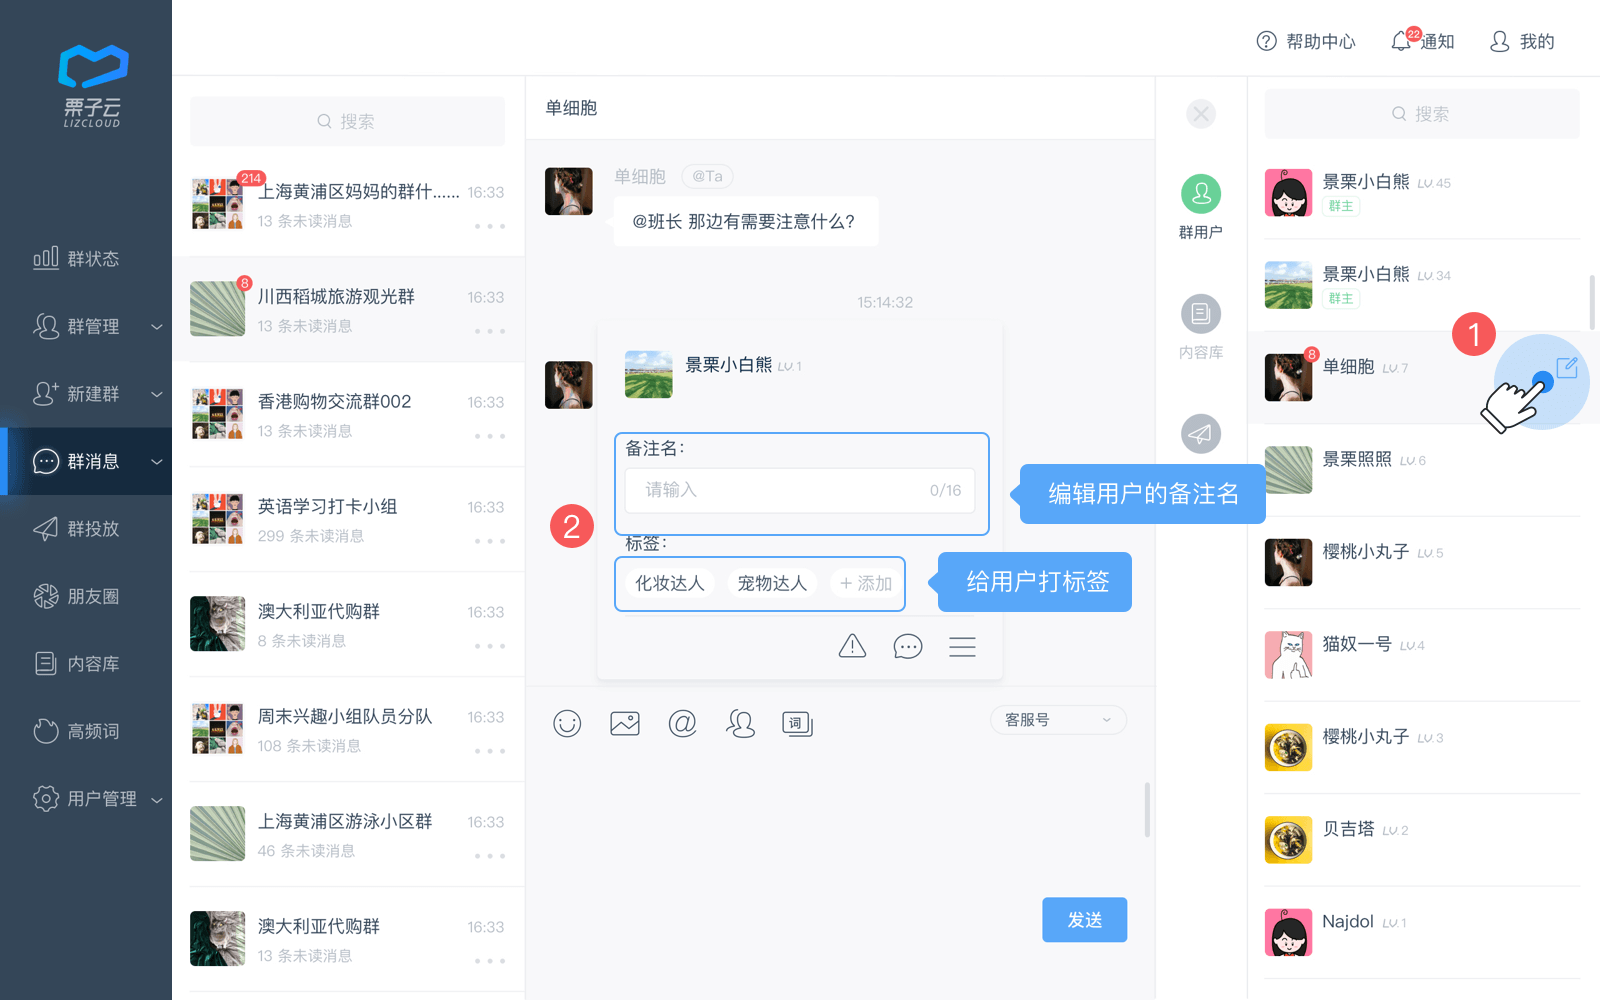 栗子云
LIZCLOUD
群状态
群管理
新建群
群消息
群投放
朋友圈
内容库
高频词
用户管理
帮助中心
22
通知
我的
搜索
214
上海黄浦区妈妈的群什......
16:33
13 条未读消息
8
川西稻城旅游观光群
16:33
13 条未读消息
香港购物交流群002
16:33
13 条未读消息
英语学习打卡小组
16:33
299 条未读消息
澳大利亚代购群
16:33
8 条未读消息
周末兴趣小组队员分队
16:33
108 条未读消息
上海黄浦区游泳小区群
16:33
46 条未读消息
澳大利亚代购群
16:33
13 条未读消息
单细胞
单细胞
@Ta
@班长 那边有需要注意什么?
15:14:32
景栗小白熊 LV.1
备注名:
请输入
0/16
2
标签:
化妆达人
宠物达人
+ 添加
编辑用户的备注名
给用户打标签
词
客服号
发送
群用户
内容库
搜索
景栗小白熊 LV.45
群主
景栗小白熊 LV.34
群主
1
8
单细胞 LV.7
景栗照照 LV.6
樱桃小丸子 LV.5
猫奴一号 LV.4
樱桃小丸子 LV.3
贝吉塔 LV.2
Najdol LV.1